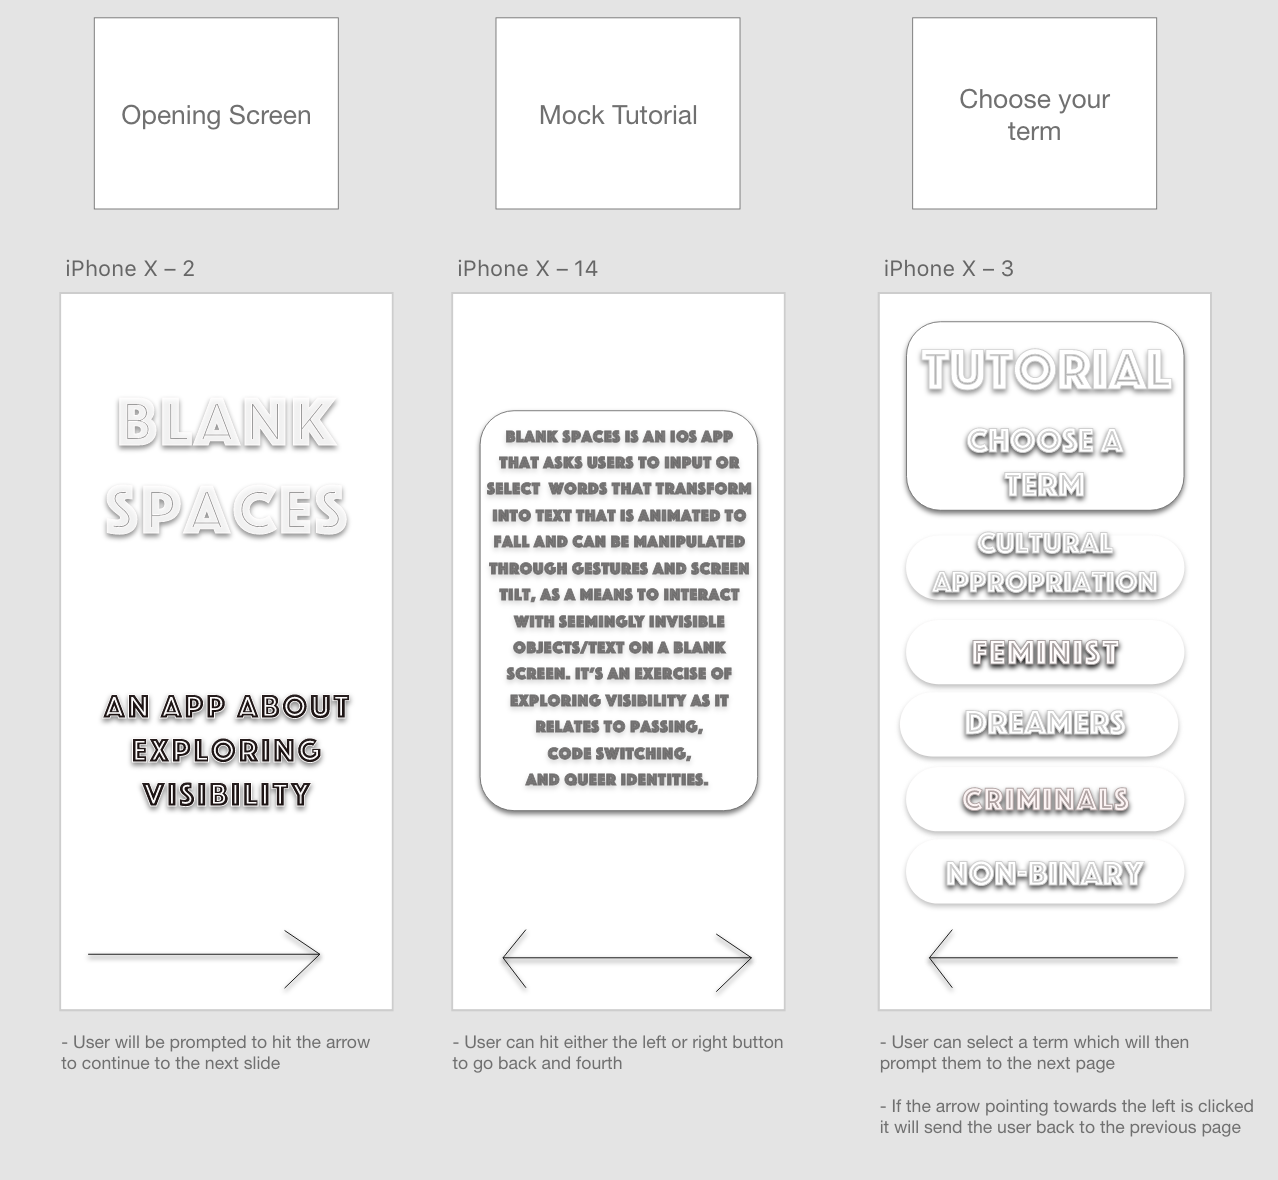 Opening Screen
Mock Tutorial
Choose your
term
iPhone X – 2
BLANK
SPACES
AN APP ABOUT
EXPLORING
VISIBILITY
- User will be prompted to hit the arrow
to continue to the next slide
iPhone X – 14
BLANK SPACES IS AN IOS APP
THAT ASKS USERS TO INPUT OR
SELECT  WORDS THAT TRANSFORM
INTO TEXT THAT IS ANIMATED TO
FALL AND CAN BE MANIPULATED
THROUGH GESTURES AND SCREEN
TILT, AS A MEANS TO INTERACT
WITH SEEMINGLY INVISIBLE
OBJECTS/TEXT ON A BLANK
SCREEN. IT'S AN EXERCISE OF
EXPLORING VISIBILITY AS IT
RELATES TO PASSING,
CODE SWITCHING,
AND QUEER IDENTITIES.
- User can hit either the left or right button
to go back and fourth
iPhone X – 3
TUTORIAL
CHOOSE A
TERM
CULTURAL
APPROPRIATION
FEMINIST
DREAMERS
CRIMINALS
NON-BINARY
- User can select a term which will then
prompt them to the next page
- If the arrow pointing towards the left is clicked
it will send the user back to the previous page